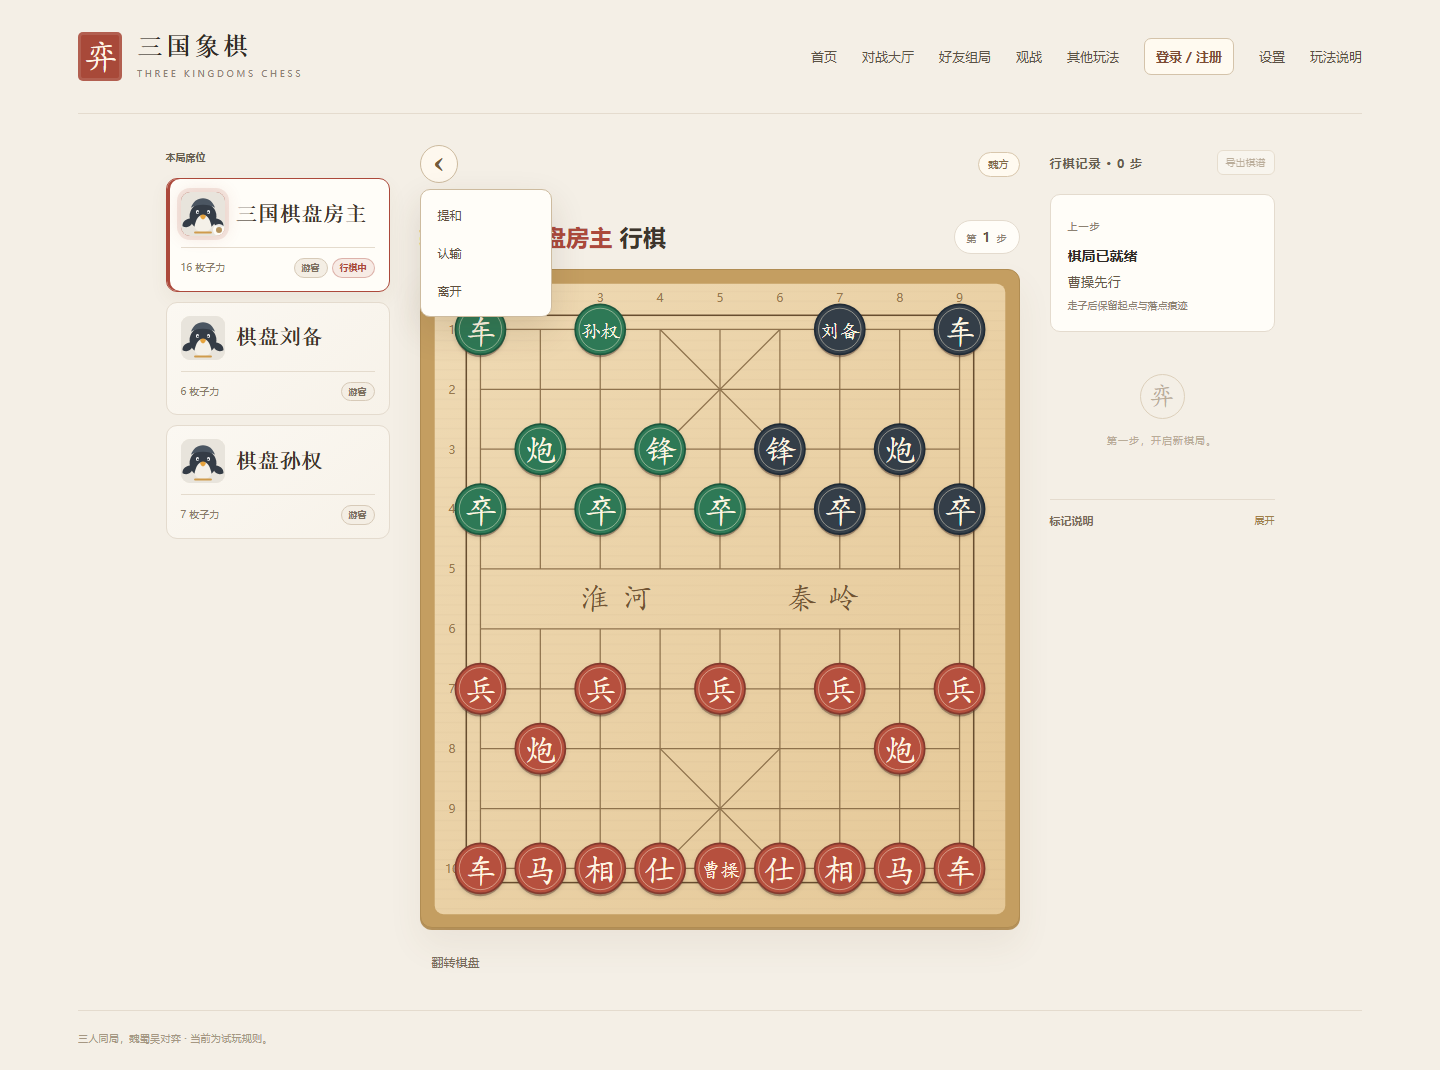 弈
三国象棋
THREE KINGDOMS CHESS
首页 对战大厅 好友组局 观战 其他玩法 登录 / 注册 设置 玩法说明
本局席位
三国棋盘房主
16 枚子力 游客 行棋中
棋盘刘备
6 枚子力 游客
棋盘孙权
7 枚子力 游客
魏方
提和
认输
离开
盘房主 行棋
第 1 步
3 4 5 6 7 8 9
1 车 孙权 刘备 车
2
3 炮 锋 锋 炮
4 卒 卒 卒 卒 卒
5
淮河 秦岭
6
7 兵 兵 兵 兵 兵
8 炮 炮
9
10 车 马 相 仕 曹操 仕 相 马 车
翻转棋盘
行棋记录 • 0 步 导出棋谱
上一步
棋局已就绪
曹操先行
走子后保留起点与落点痕迹
弈
第一步，开启新棋局。
标记说明 展开
三人同局，魏蜀吴对弈 · 当前为试玩规则。